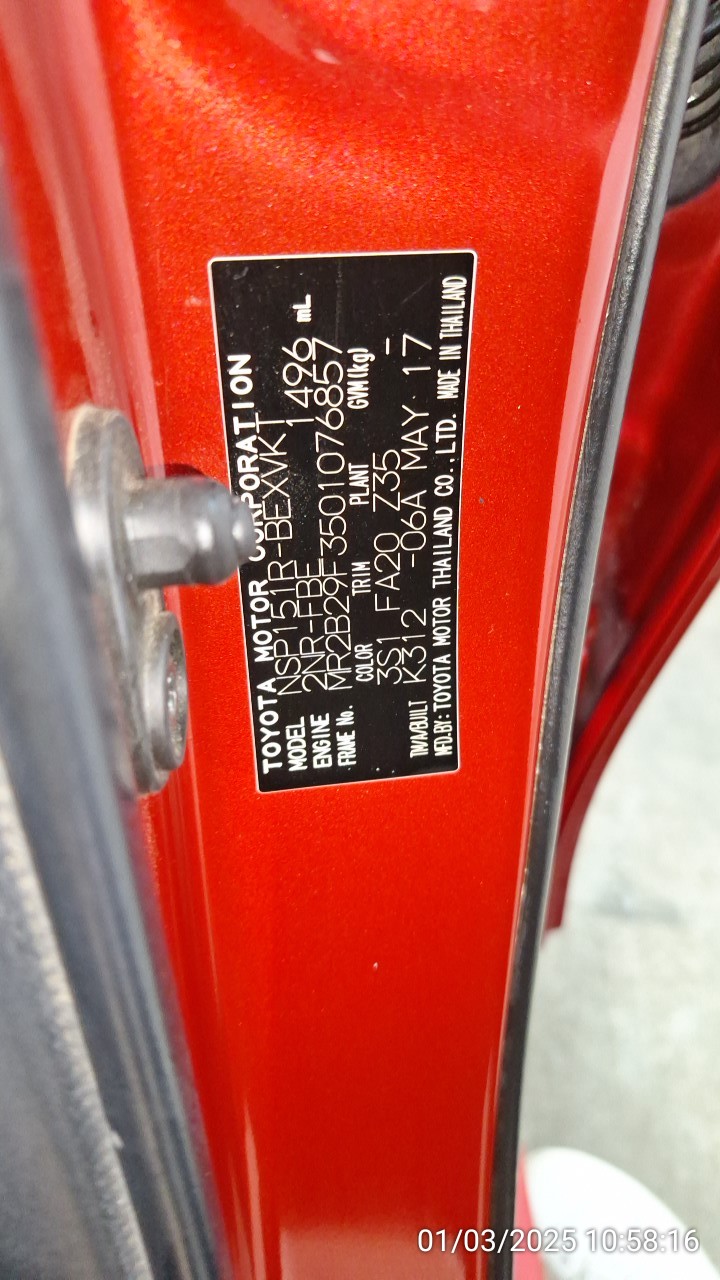 TOYOTA MOTOR CORPORATION
MODEL NSP151R-BEXVKT
ENGINE 2NR-FBE 1496 mL
FRAME No. MR2B29F3501076857
COLOR TRIM PLANT GVM(kg)
3S1 FA20 Z35 -
TWA/BUILT K312 -06A MAY 17
MFD.BY: TOYOTA MOTOR THAILAND CO.,LTD. MADE IN THAILAND
01/03/2025 10:58:16